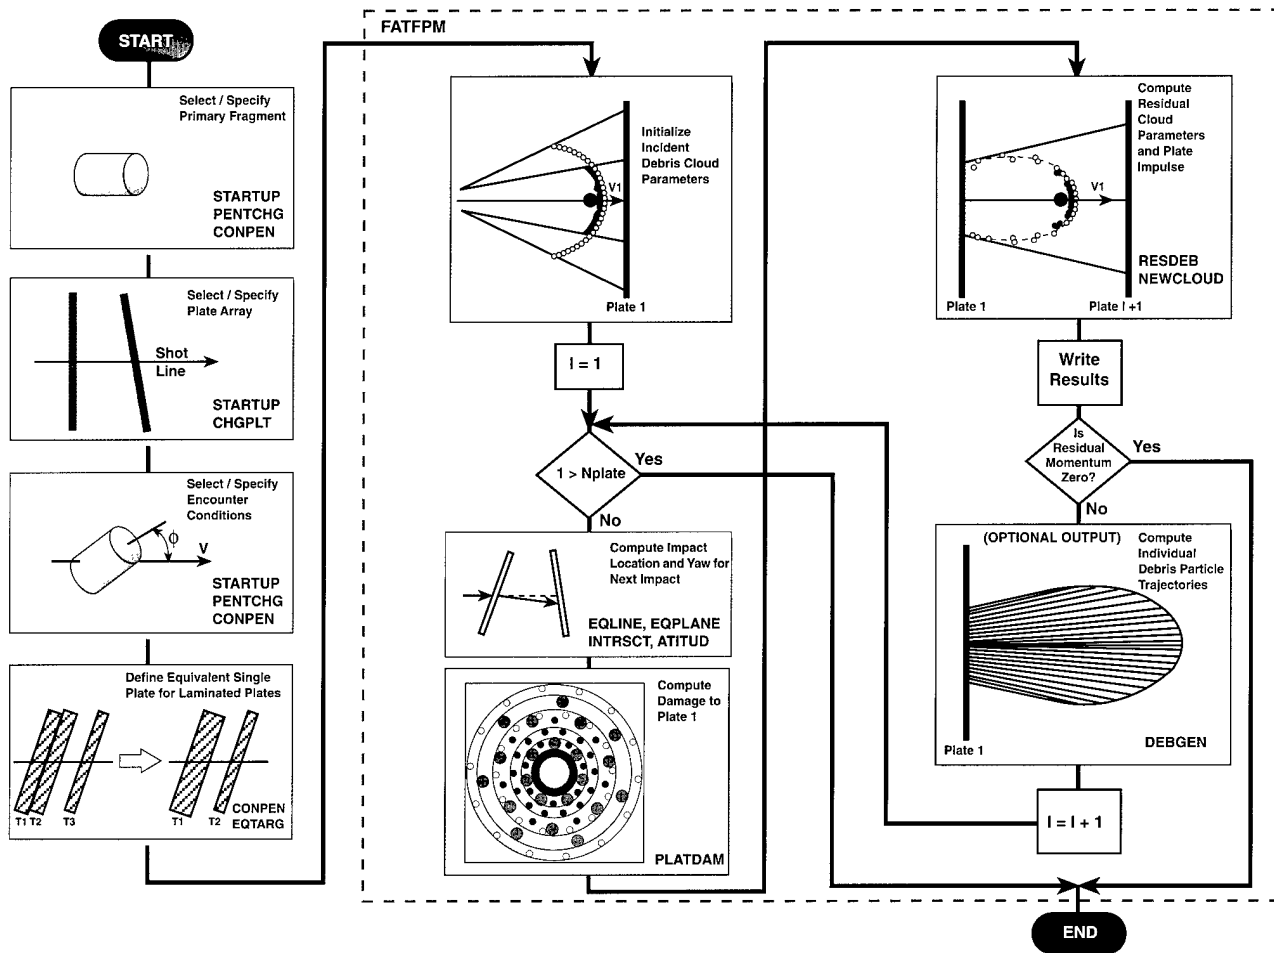 START
Select / Specify
Primary Fragment
STARTUP
PENTCHG
CONPEN
Select / Specify
Plate Array
Shot
Line
STARTUP
CHGPLT
Select / Specify
Encounter
Conditions
ϕ
V
STARTUP
PENTCHG
CONPEN
Define Equivalent Single
Plate for Laminated Plates
T1 T2 T3 T1 T2
CONPEN
EQTARG
FATFPM
Initialize
Incident
Debris Cloud
Parameters
V1
Plate 1
I = 1
1 > Nplate
Yes
No
Compute Impact
Location and Yaw for
Next Impact
EQLINE, EQPLANE
INTRSCT, ATITUD
Compute
Damage to
Plate 1
PLATDAM
Compute
Residual
Cloud
Parameters
and Plate
Impulse
V1
RESDEB
NEWCLOUD
Plate 1 Plate I +1
Write
Results
Is
Residual
Momentum
Zero?
Yes
No
(OPTIONAL OUTPUT)
Compute
Individual
Debris Particle
Trajectories
Plate 1
DEBGEN
I = I + 1
END